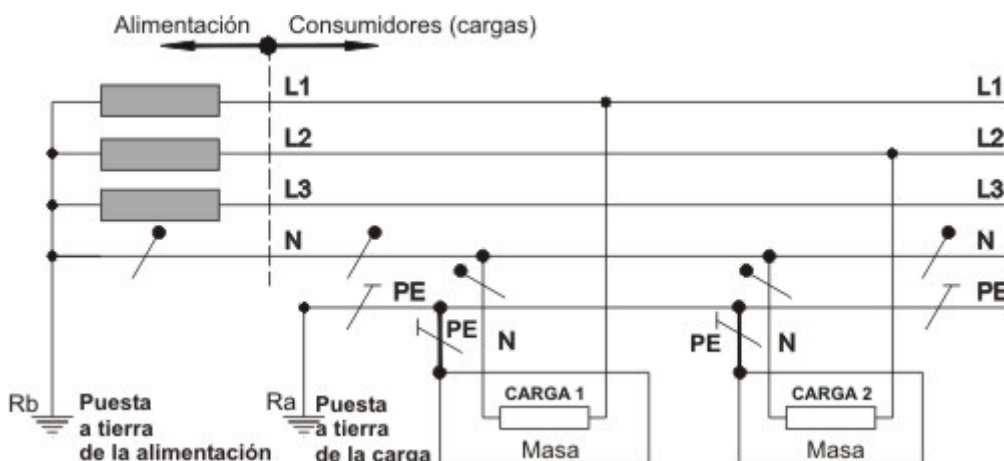 Alimentación Consumidores (cargas)
L1 L1
L2 L2
L3 L3
N N
PE PE
PE N PE N
Rb Puesta
a tierra
de la alimentación
Ra Puesta
a tierra
de la carga
CARGA 1
Masa
CARGA 2
Masa